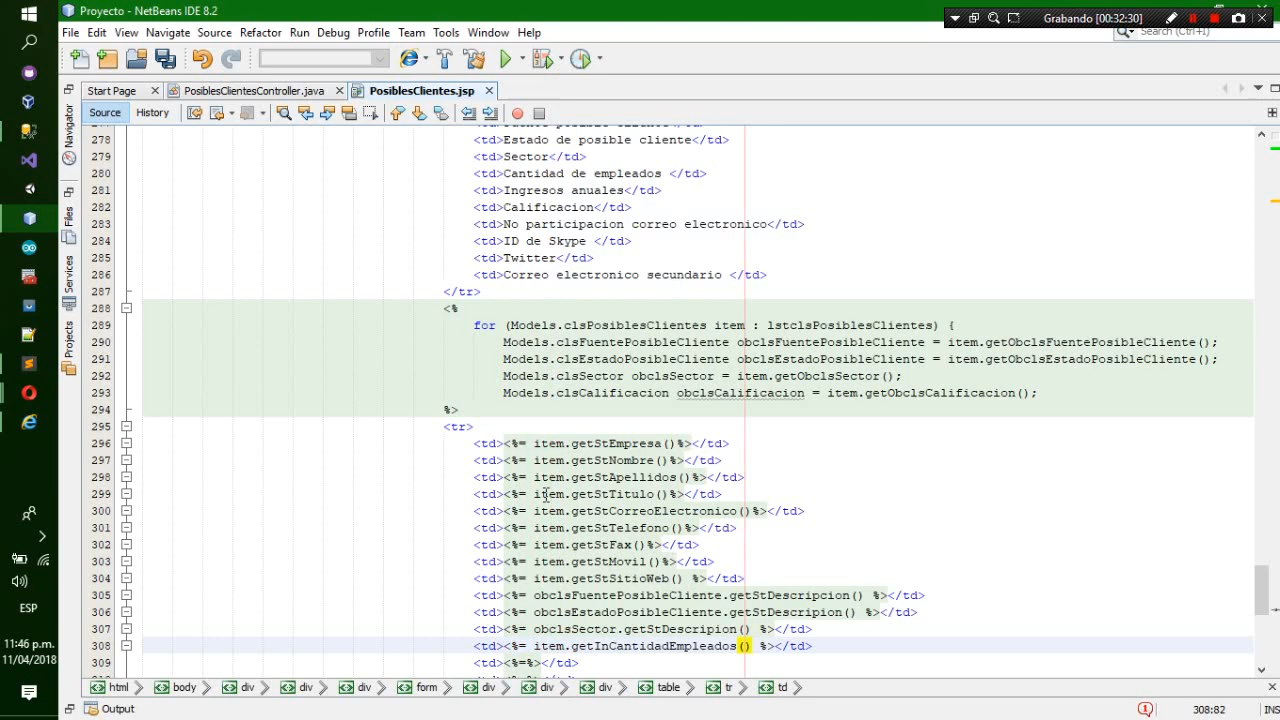 Proyecto - NetBeans IDE 8.2
Grabando [00:32:30]
File Edit View Navigate Source Refactor Run Debug Profile Team Tools Window Help
Search (Ctrl+I)
Start Page PosiblesClientesController.java PosiblesClientes.jsp
Source History
Navigator
Files
Services
Projects
278 <td>Estado de posible cliente</td>
279 <td>Sector</td>
280 <td>Cantidad de empleados </td>
281 <td>Ingresos anuales</td>
282 <td>Calificacion</td>
283 <td>No participacion correo electronico</td>
284 <td>ID de Skype </td>
285 <td>Twitter</td>
286 <td>Correo electronico secundario </td>
287 </tr>
288 <%
289 for (Models.clsPosiblesClientes item : lstclsPosiblesClientes) {
290 Models.clsFuentePosibleCliente obclsFuentePosibleCliente = item.getObclsFuentePosibleCliente();
291 Models.clsEstadoPosibleCliente obclsEstadoPosibleCliente = item.getObclsEstadoPosibleCliente();
292 Models.clsSector obclsSector = item.getObclsSector();
293 Models.clsCalificacion obclsCalificacion = item.getObclsCalificacion();
294 %>
295 <tr>
296 <td><%= item.getStEmpresa()%></td>
297 <td><%= item.getStNombre()%></td>
298 <td><%= item.getStApellidos()%></td>
299 <td><%= item.getStTitulo()%></td>
300 <td><%= item.getStCorreoElectronico()%></td>
301 <td><%= item.getStTelefono()%></td>
302 <td><%= item.getStFax()%></td>
303 <td><%= item.getStMovil()%></td>
304 <td><%= item.getStSitioWeb() %></td>
305 <td><%= obclsFuentePosibleCliente.getStDescripcion() %></td>
306 <td><%= obclsEstadoPosibleCliente.getStDescripion() %></td>
307 <td><%= obclsSector.getStDescripion() %></td>
308 <td><%= item.getInCantidadEmpleados() %></td>
309 <td><%=%></td>
html body div div div form div div div table tr td
Output
308:82 INS
ESP
11:46 p.m.
11/04/2018